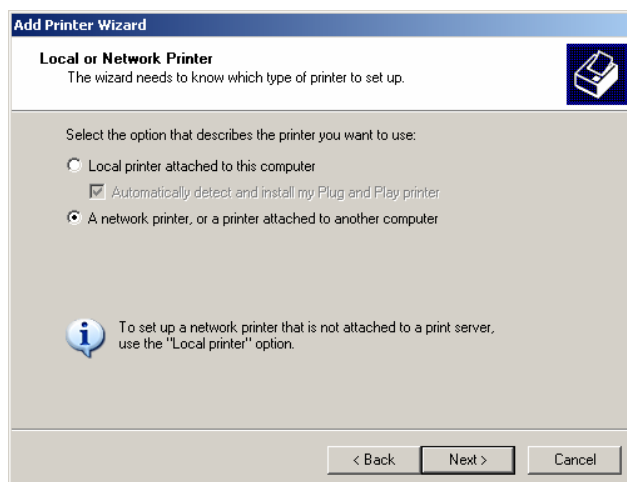 Add Printer Wizard
Local or Network Printer
The wizard needs to know which type of printer to set up.
Select the option that describes the printer you want to use:
Local printer attached to this computer
Automatically detect and install my Plug and Play printer
A network printer, or a printer attached to another computer
To set up a network printer that is not attached to a print server,
use the "Local printer" option.
< Back Next > Cancel